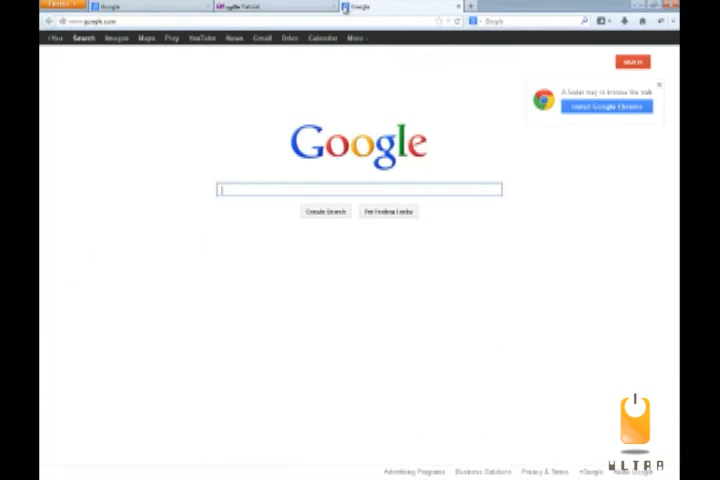 Firefox
Google
Yahoo!
Google
www.google.com
Google
+You Search Images Maps Play YouTube News Gmail Drive Calendar More
SIGN IN
A faster way to browse the web
Install Google Chrome
Google
Google Search
I'm Feeling Lucky
Advertising Programs
Business Solutions
Privacy & Terms
+Google
ULTRA